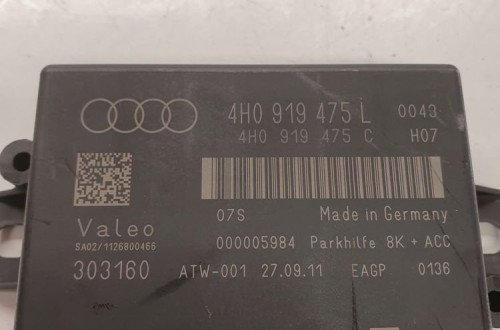 4H0 919 475 L 0043
4H0 919 475 C H07
07S Made in Germany
Valeo
SA02/1126800466
000005984 Parkhilfe 8K + ACC
303160 ATW-001 27.09.11 EAGP 0136